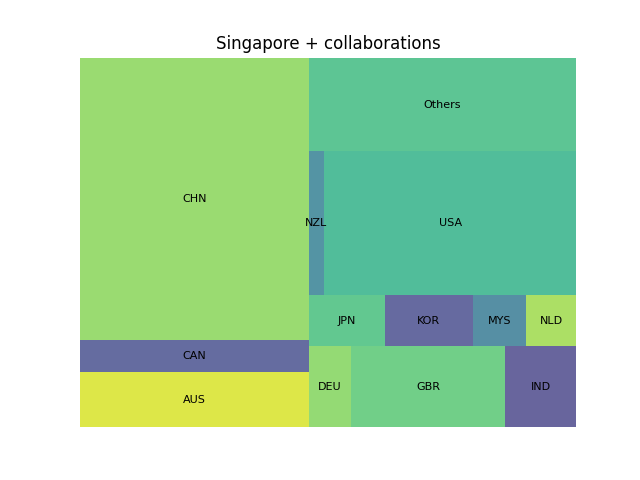 Singapore + collaborations
Others
CHN
NZL
USA
JPN
KOR
MYS
NLD
CAN
DEU
GBR
IND
AUS